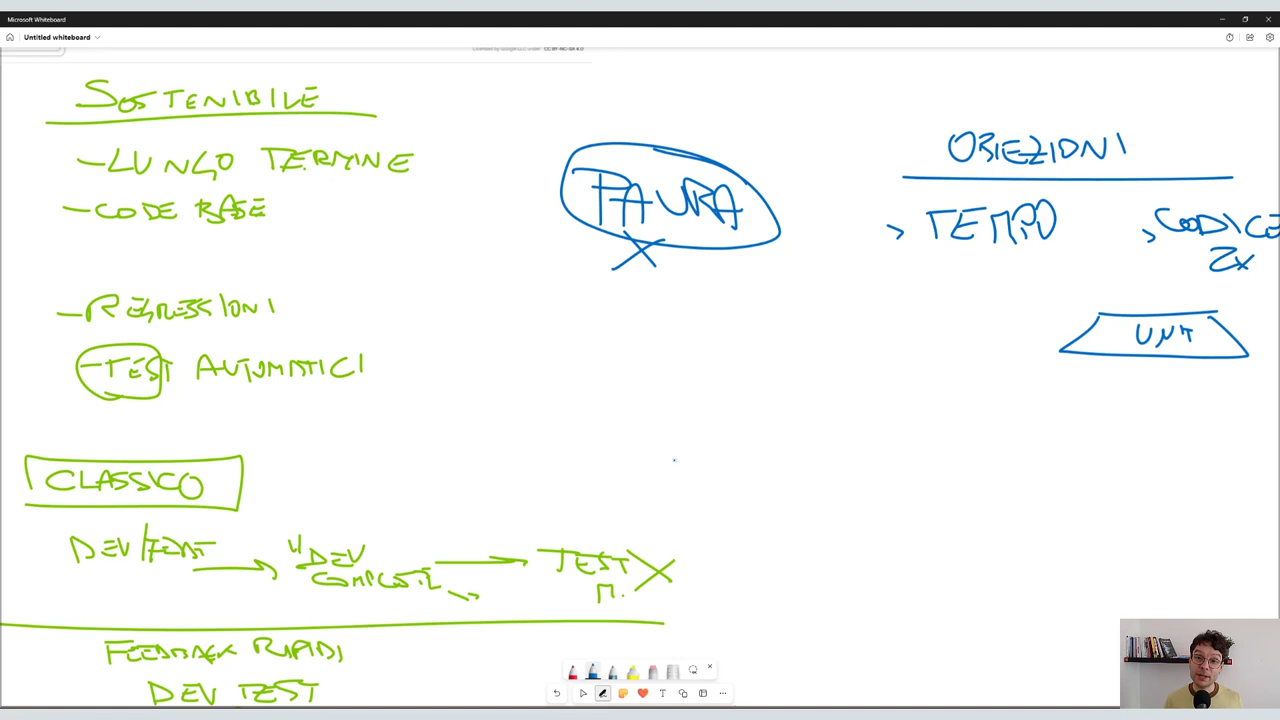 Microsoft Whiteboard
Untitled whiteboard
SOSTENIBILE
- LUNGO TERMINE
- CODE BASE
- REGRESSIONI
- TEST AUTOMATICI
CLASSICO
DEV/
DEV
TEST
M.
FEEDBACK RAPIDI
DEV TEST
PAURA
OBIEZIONI
> TEMPO
> CODICE
2x
UNIT